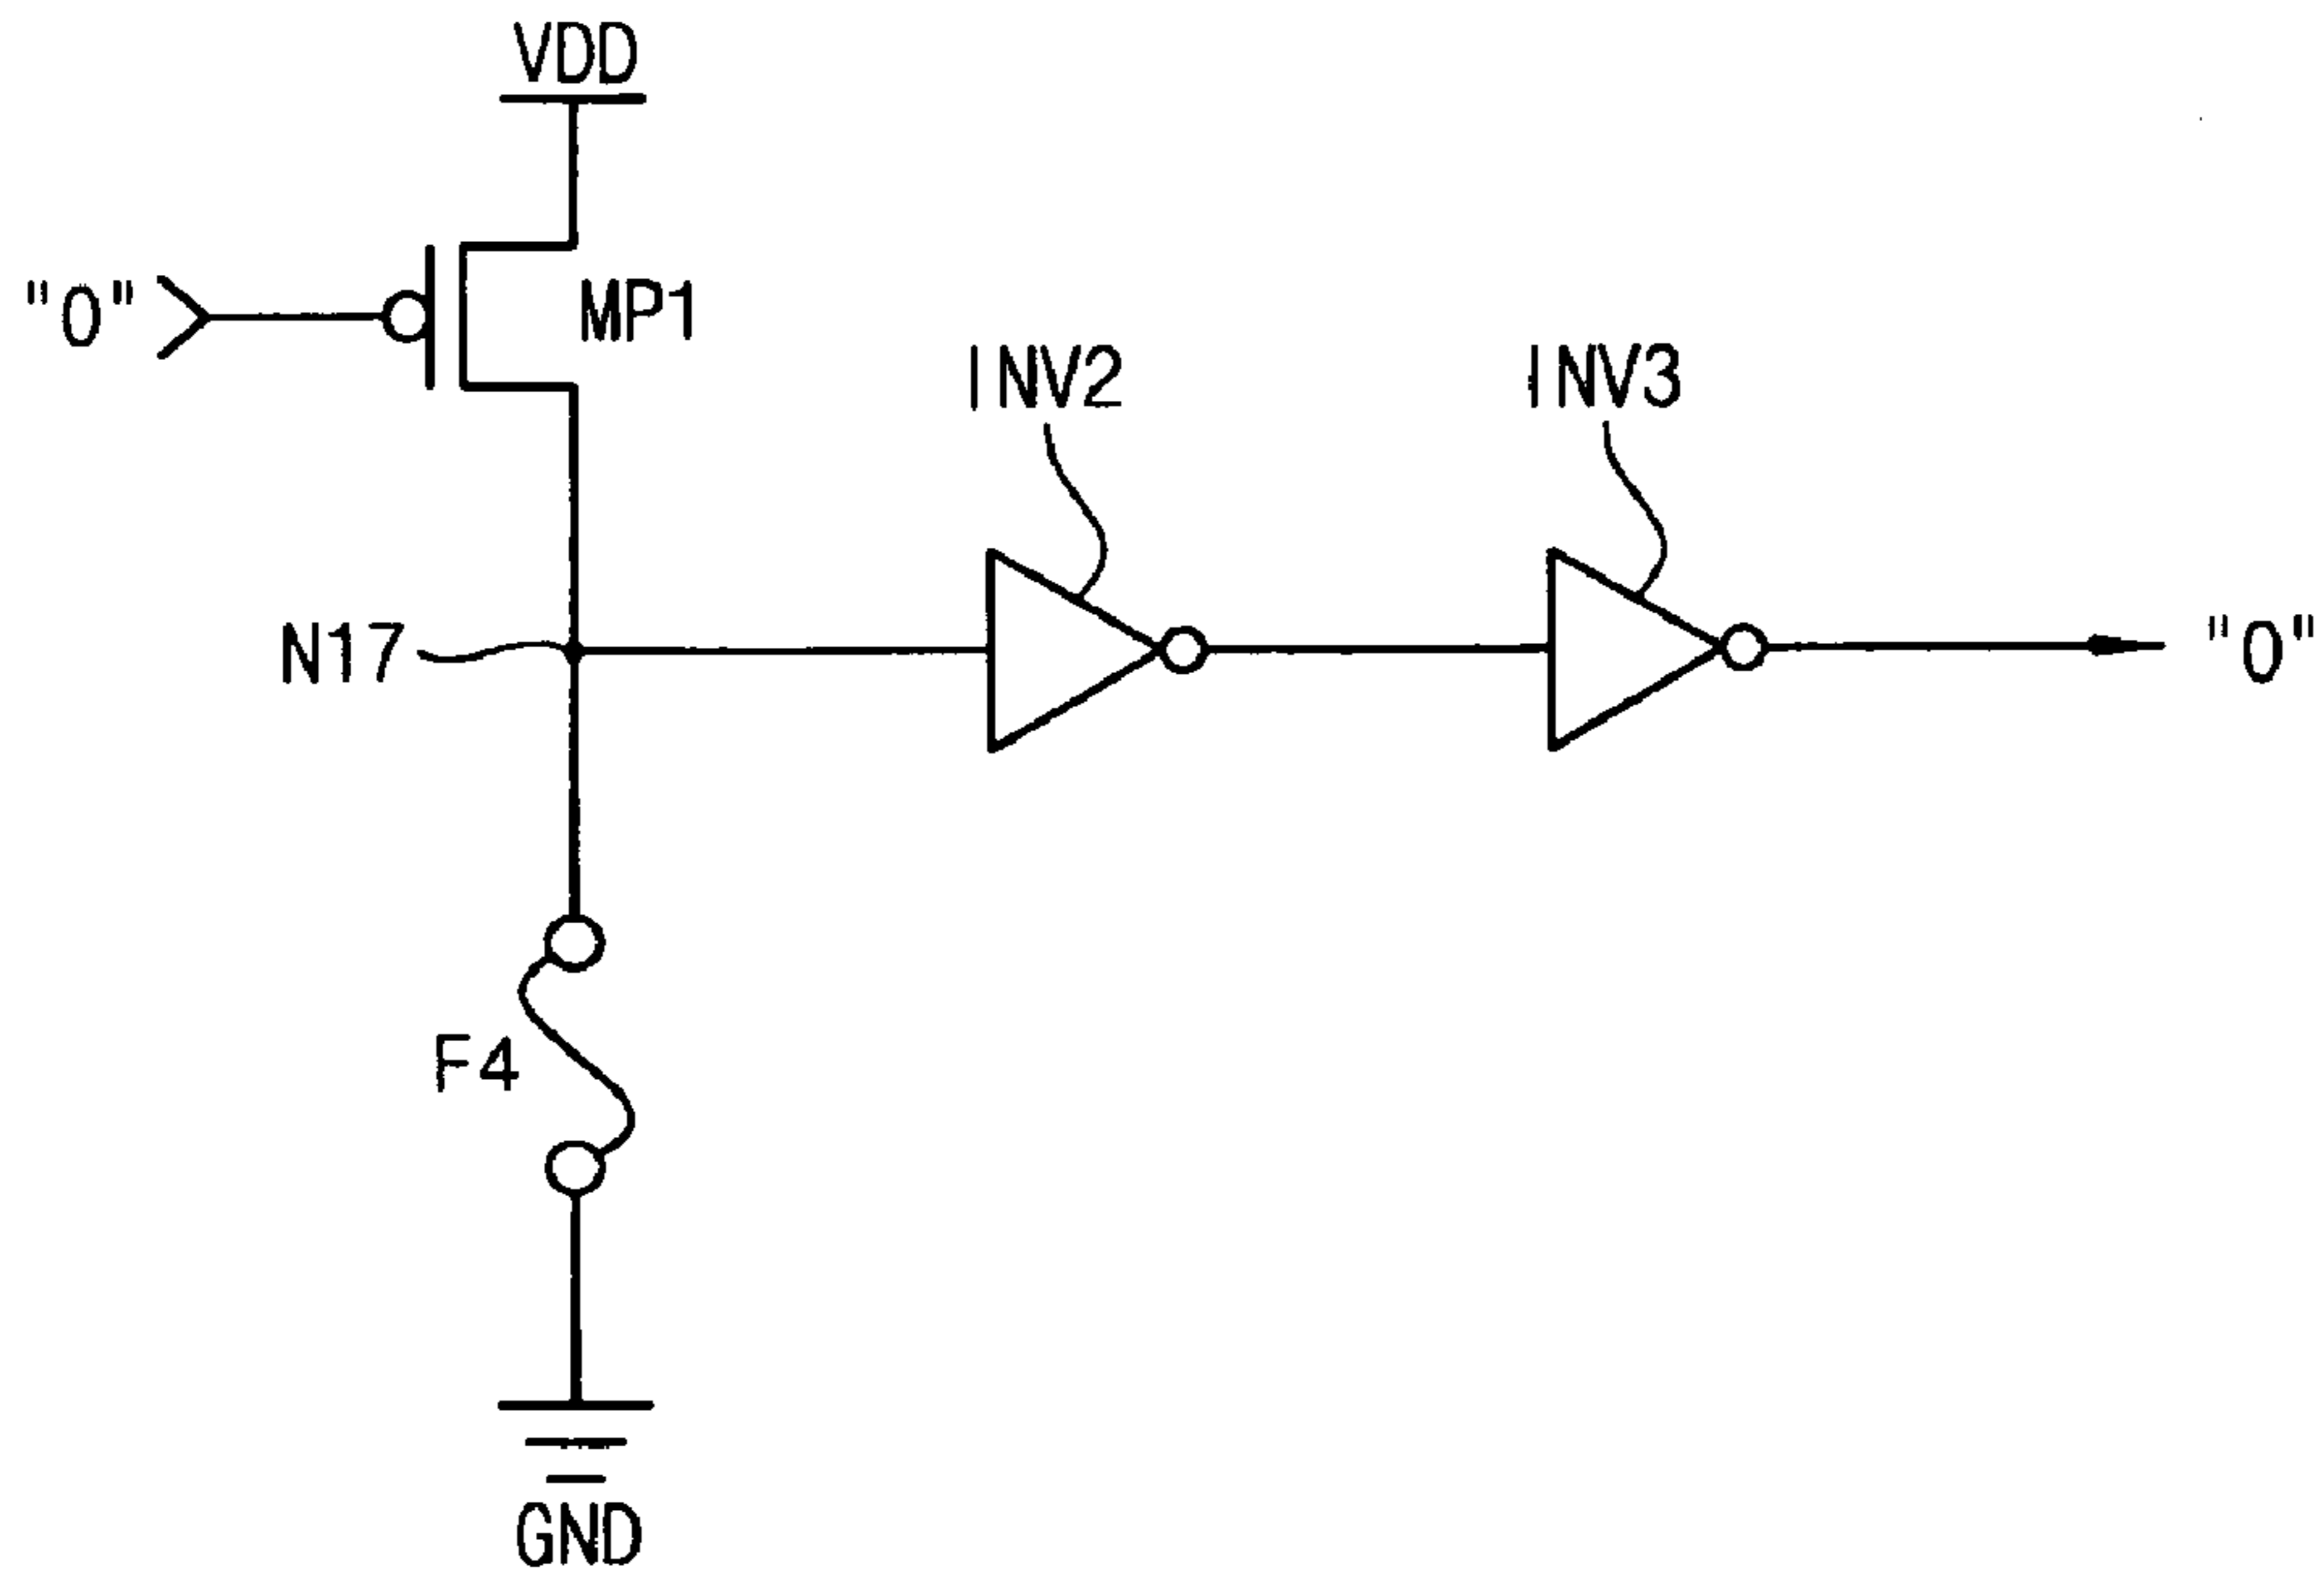 VDD
"0"
MP1
INV2
INV3
N17
"0"
F4
GND